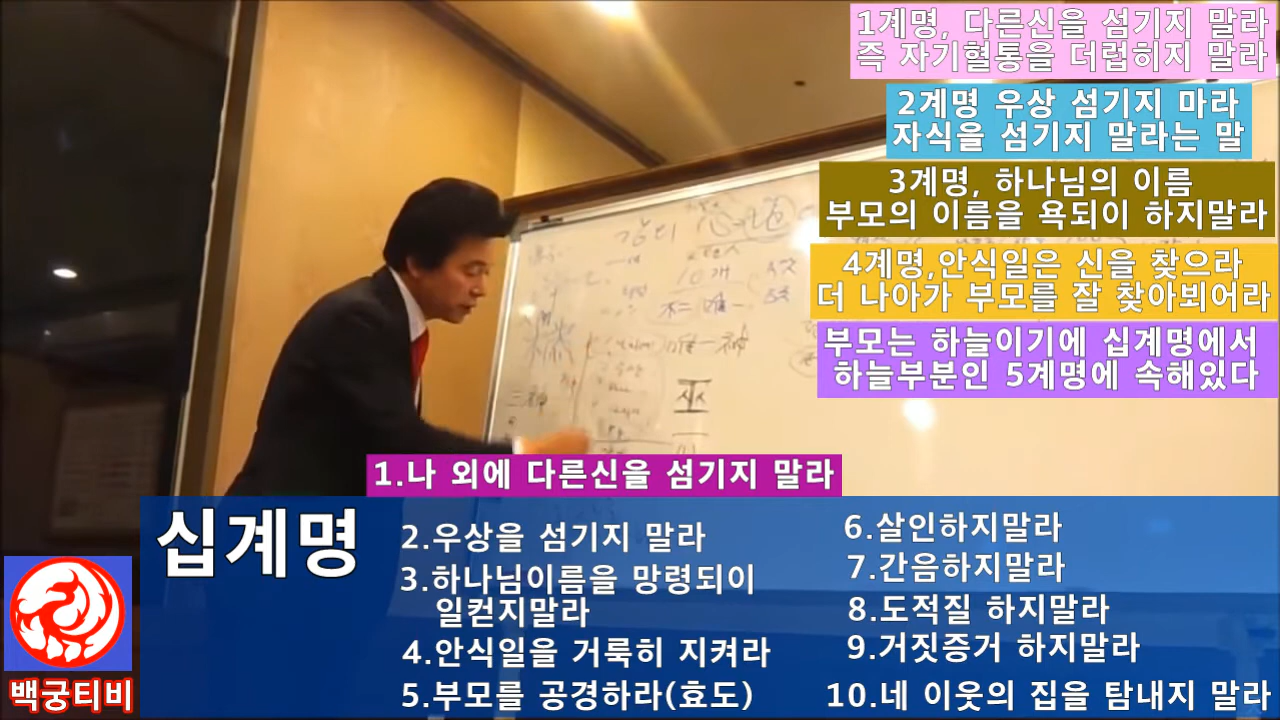 1계명, 다른신을 섬기지 말라
즉 자기혈통을 더럽히지 말라
2계명 우상 섬기지 마라
자식을 섬기지 말라는 말
3계명, 하나님의 이름
부모의 이름을 욕되이 하지말라
4계명,안식일은 신을 찾으라
더 나아가 부모를 잘 찾아뵈어라
부모는 하늘이기에 십계명에서
하늘부분인 5계명에 속해있다
10개
唯一神
三神
巫
1.나 외에 다른신을 섬기지 말라
십계명
2.우상을 섬기지 말라
3.하나님이름을 망령되이
일컫지말라
4.안식일을 거룩히 지켜라
5.부모를 공경하라(효도)
6.살인하지말라
7.간음하지말라
8.도적질 하지말라
9.거짓증거 하지말라
10.네 이웃의 집을 탐내지 말라
백궁티비